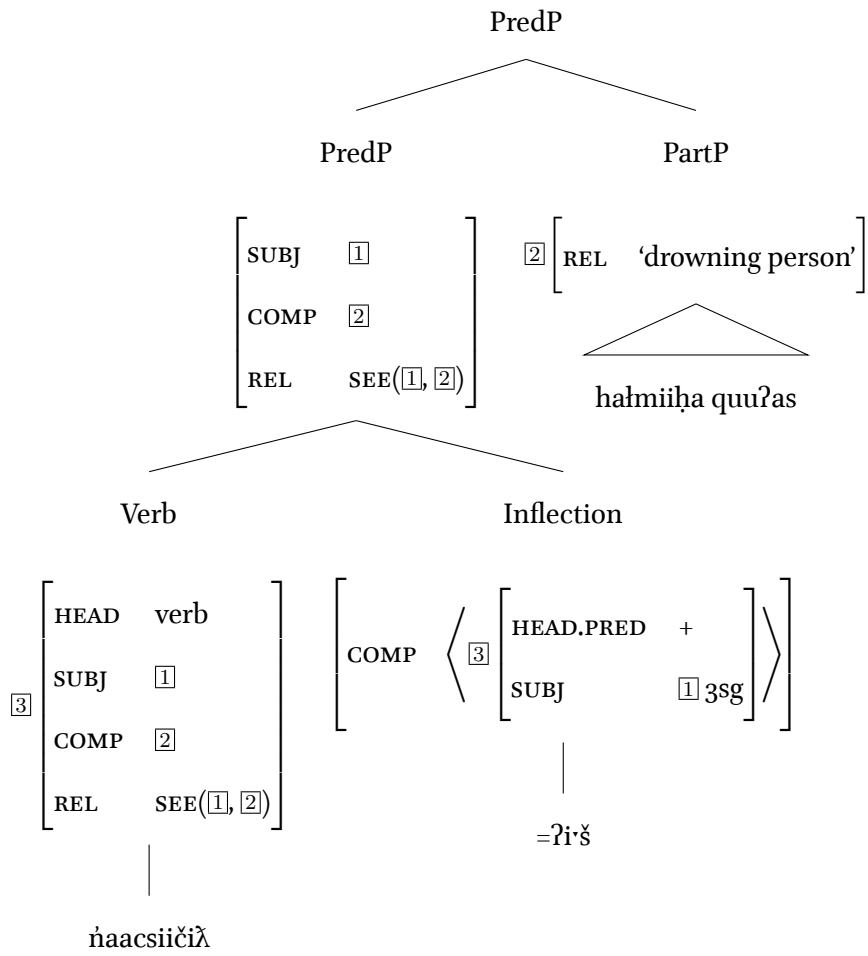 PredP
PredP PartP
SUBJ 1
COMP 2
REL SEE(1, 2)
2 REL ‘drowning person’
hałmiiḥa quuʔas
Verb Inflection
3
HEAD verb
SUBJ 1
COMP 2
REL SEE(1, 2)
COMP ⟨ 3 HEAD.PRED +
SUBJ 1 3sg ⟩
=ʔi·š
n̓aacsiičiƛ